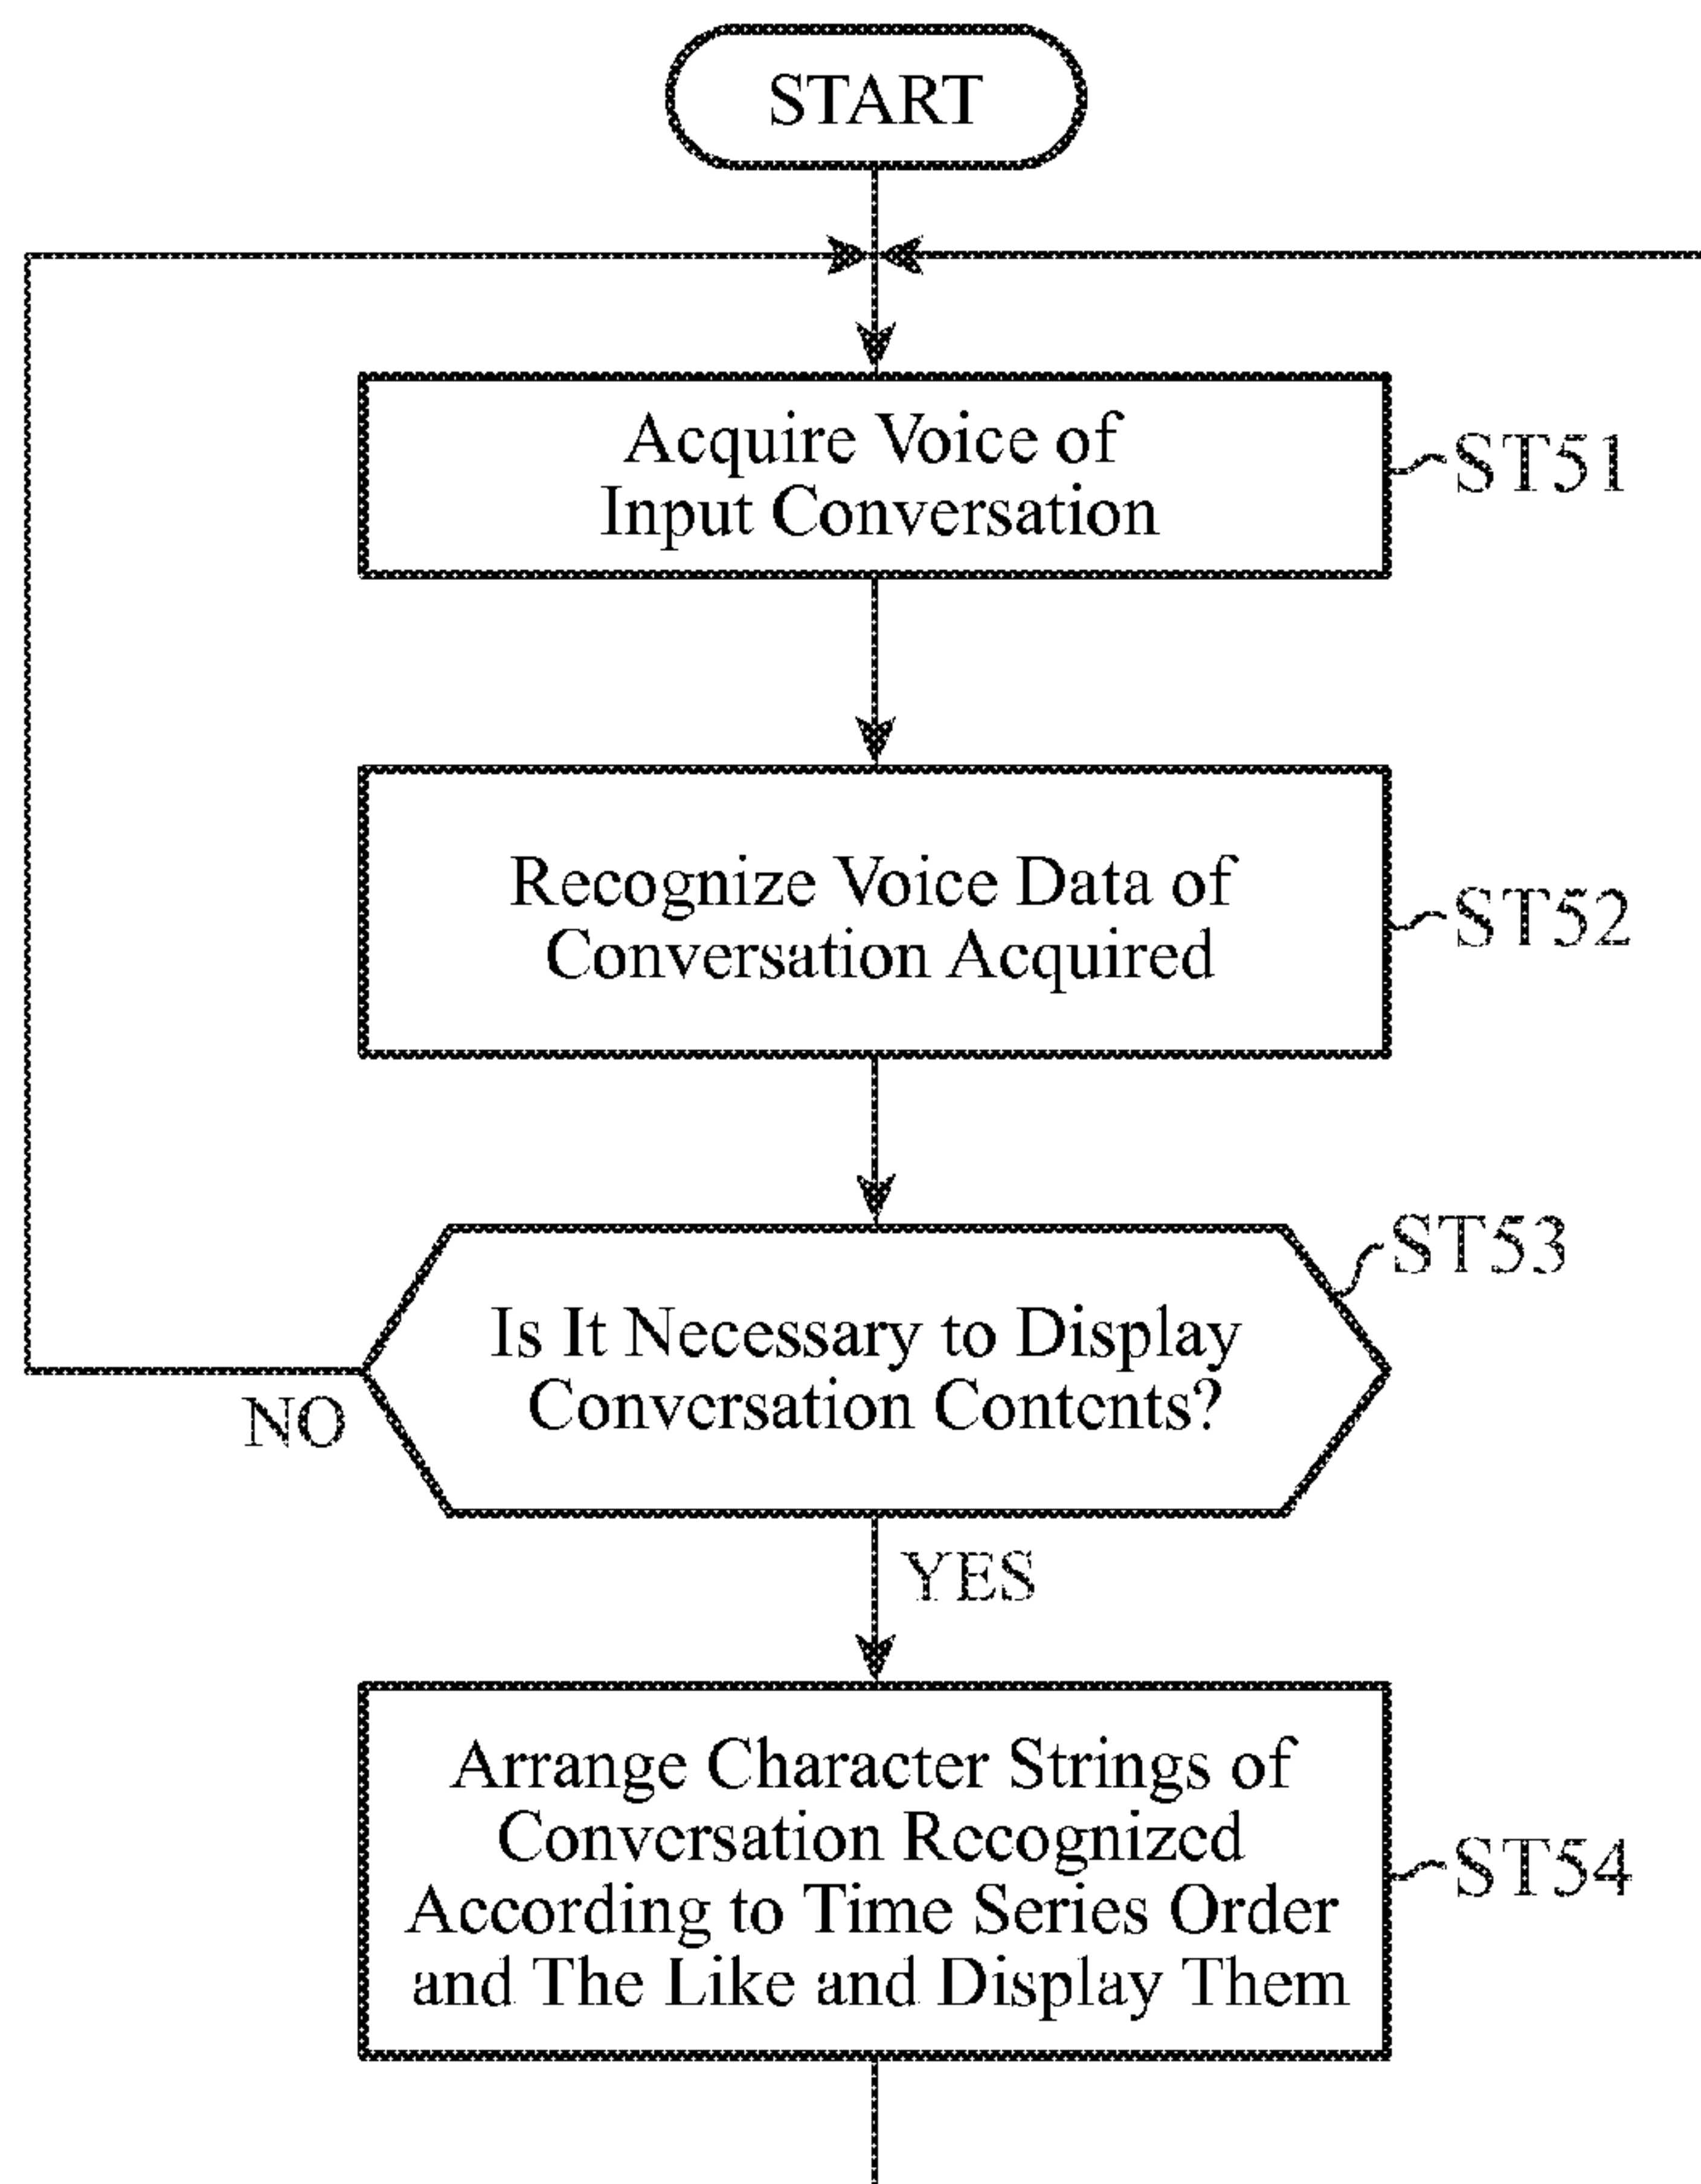 START
Acquire Voice of
Input Conversation
ST51
Recognize Voice Data of
Conversation Acquired
ST52
ST53
Is It Necessary to Display
Conversation Contents?
NO
YES
Arrange Character Strings of
Conversation Recognized
According to Time Series Order
and The Like and Display Them
ST54